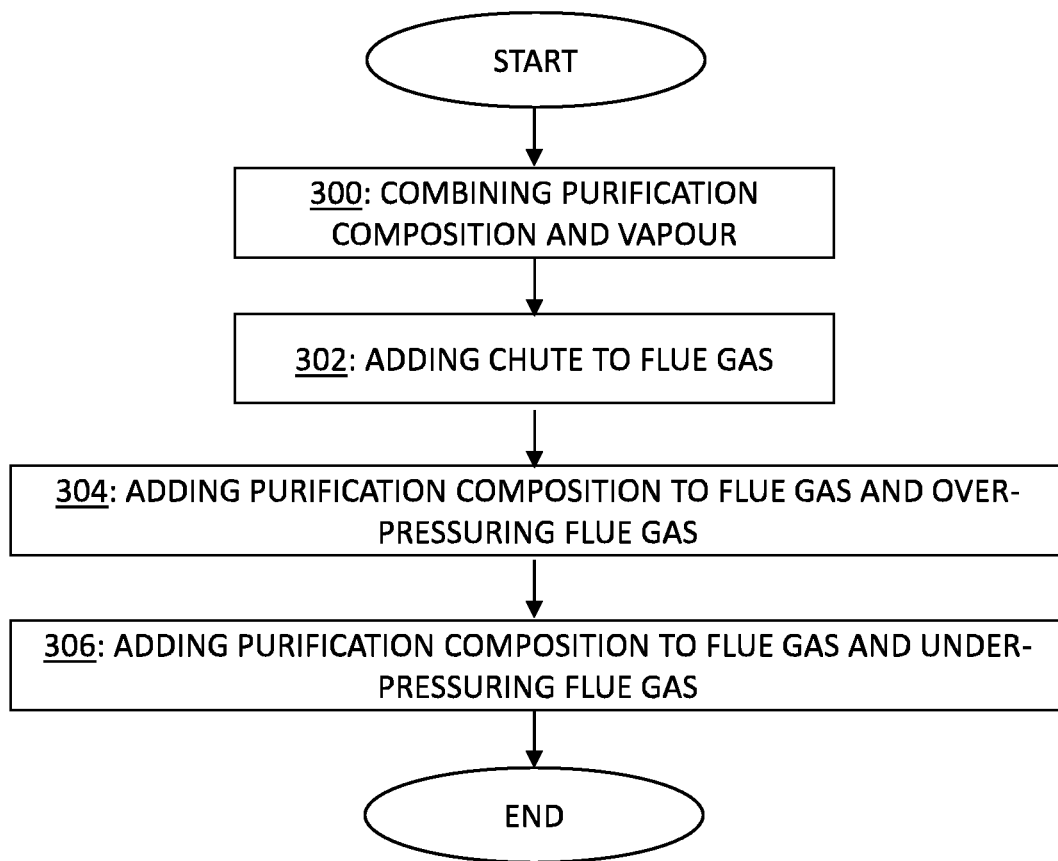 START
300: COMBINING PURIFICATION
COMPOSITION AND VAPOUR
302: ADDING CHUTE TO FLUE GAS
304: ADDING PURIFICATION COMPOSITION TO FLUE GAS AND OVER-
PRESSURING FLUE GAS
306: ADDING PURIFICATION COMPOSITION TO FLUE GAS AND UNDER-
PRESSURING FLUE GAS
END